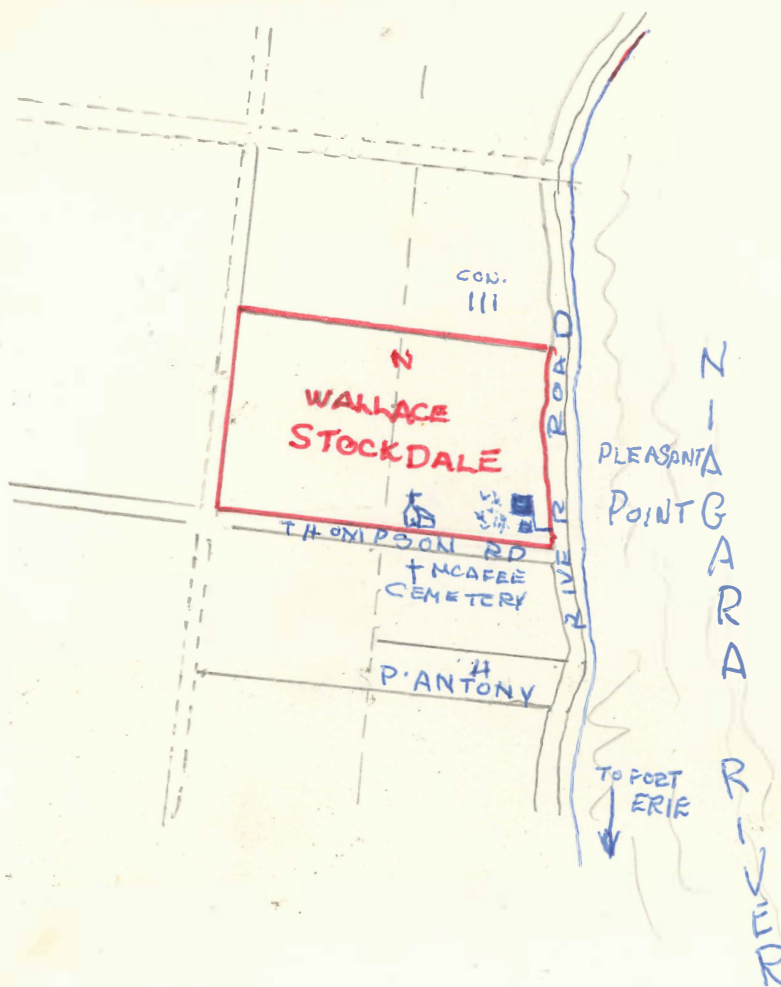 CON.
III
N
WALLACE
STOCKDALE
RIVER ROAD
PLEASANT
POINT
NIAGARA RIVER
THOMPSON RD
† MCAFEE
CEMETERY
H
P. ANTONY
TO FORT
ERIE